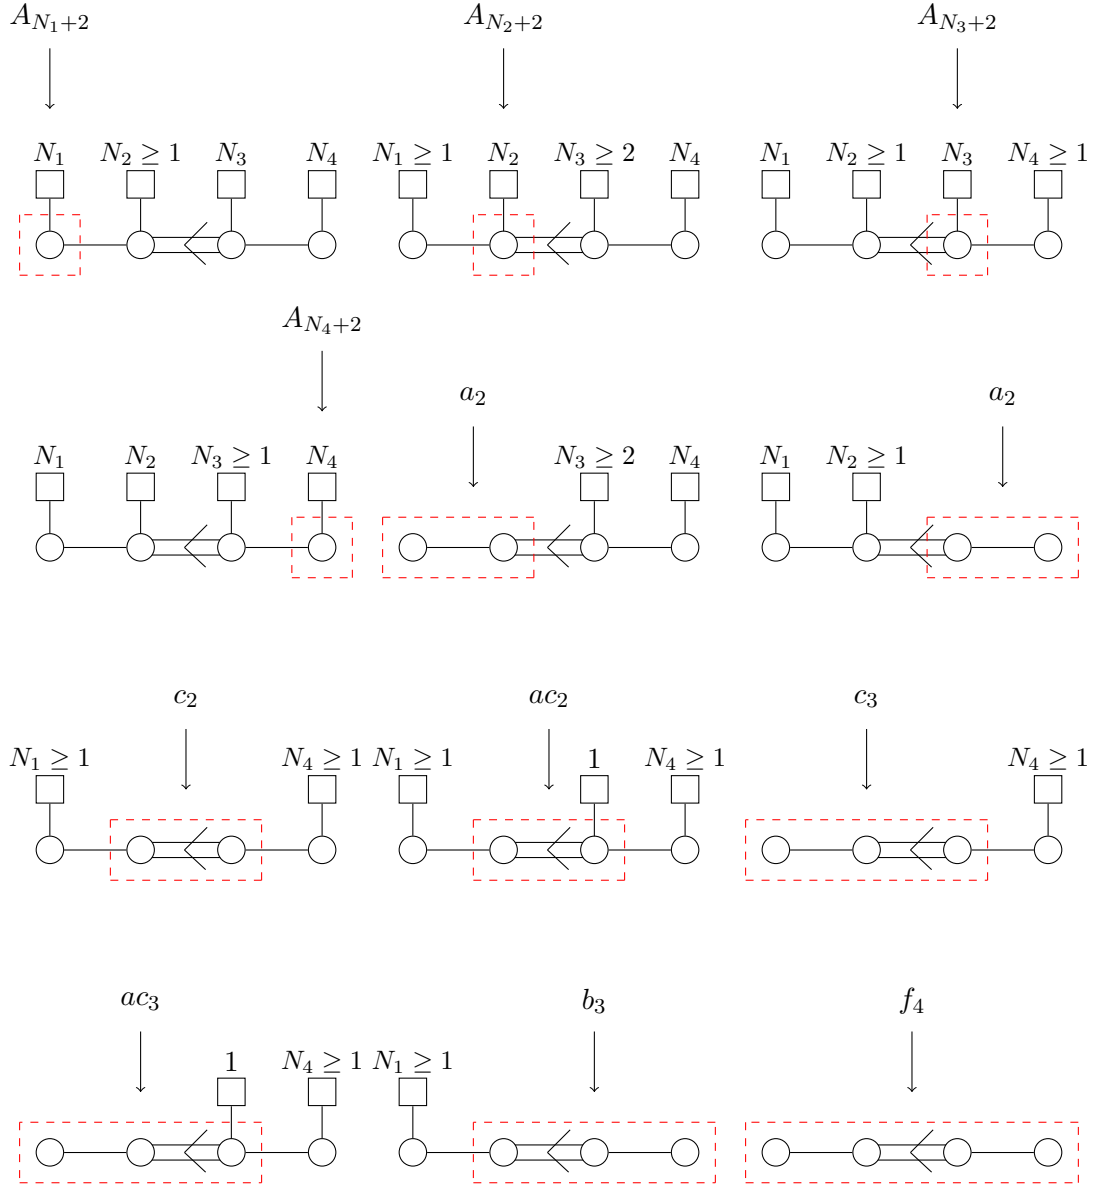 A_{N_1+2} A_{N_2+2} A_{N_3+2}
N_1 N_2 ≥ 1 N_3 N_4 N_1 ≥ 1 N_2 N_3 ≥ 2 N_4 N_1 N_2 ≥ 1 N_3 N_4 ≥ 1
A_{N_4+2}
a_2 a_2
N_1 N_2 N_3 ≥ 1 N_4 N_3 ≥ 2 N_4 N_1 N_2 ≥ 1
c_2 ac_2 c_3
N_1 ≥ 1 N_4 ≥ 1 N_1 ≥ 1 1 N_4 ≥ 1 N_4 ≥ 1
ac_3 b_3 f_4
1 N_4 ≥ 1 N_1 ≥ 1